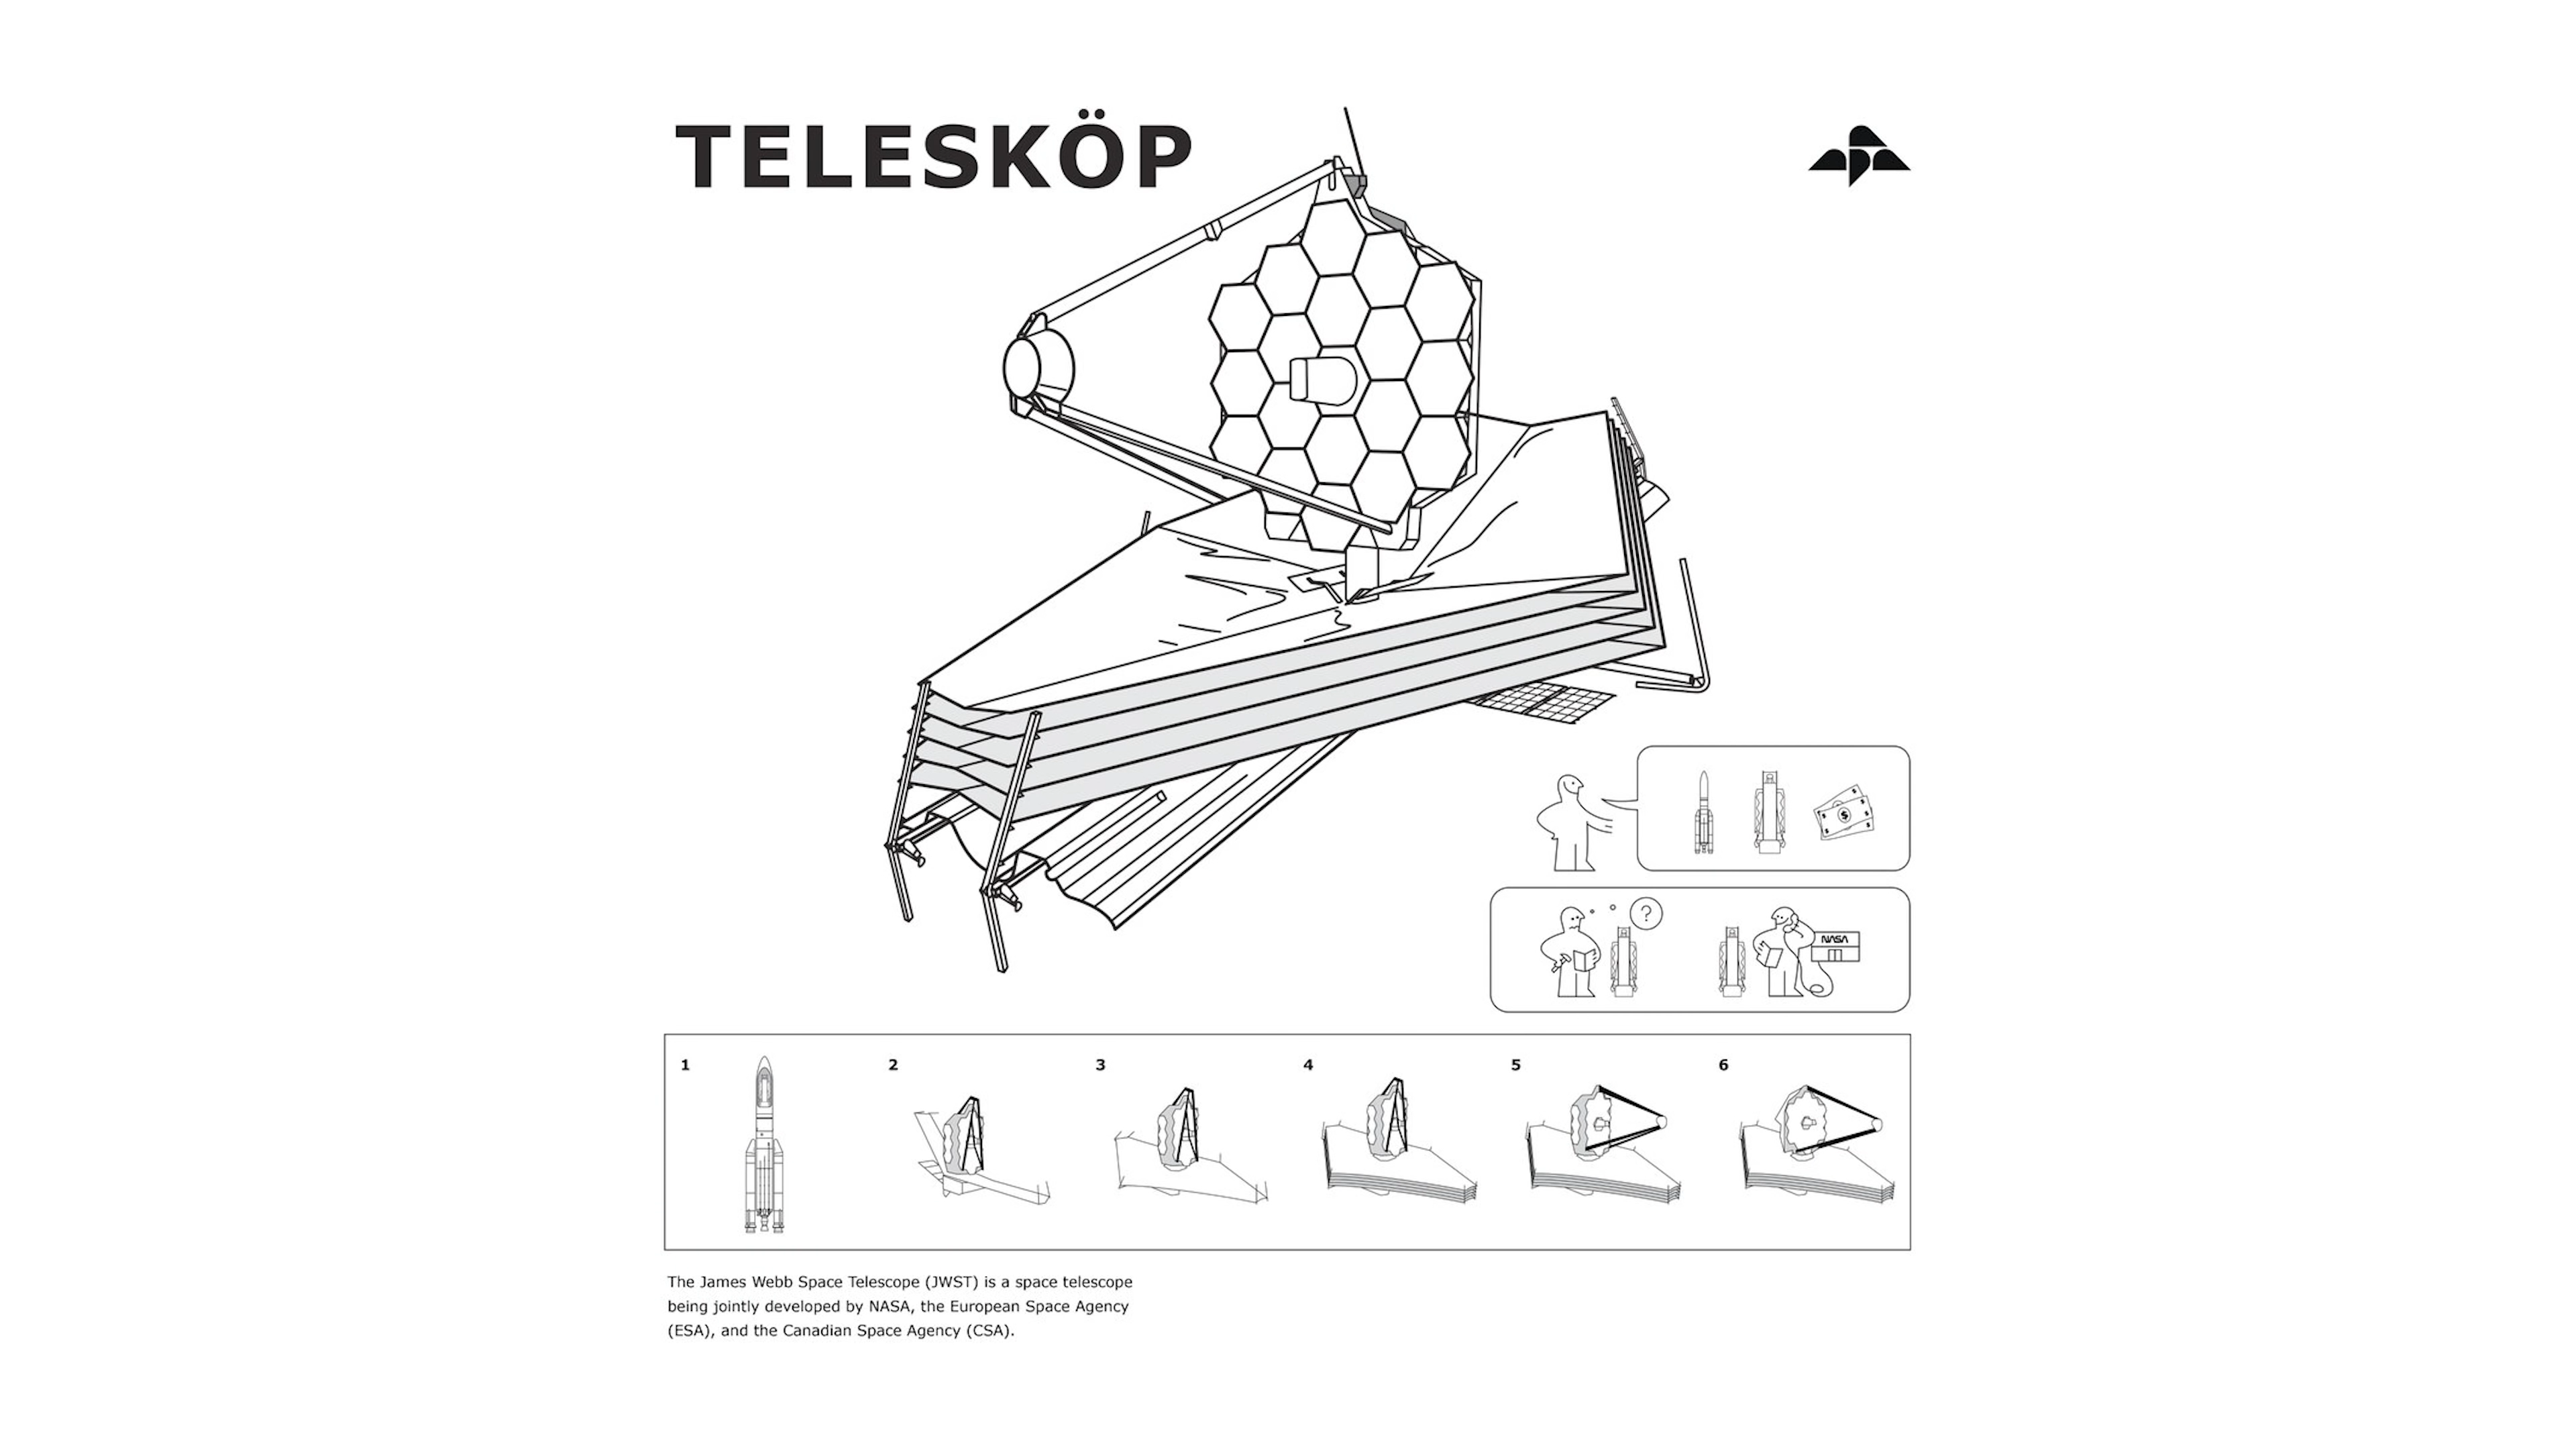 TELESKÖP
$
?
NASA
1 2 3 4 5 6
The James Webb Space Telescope (JWST) is a space telescope
being jointly developed by NASA, the European Space Agency
(ESA), and the Canadian Space Agency (CSA).